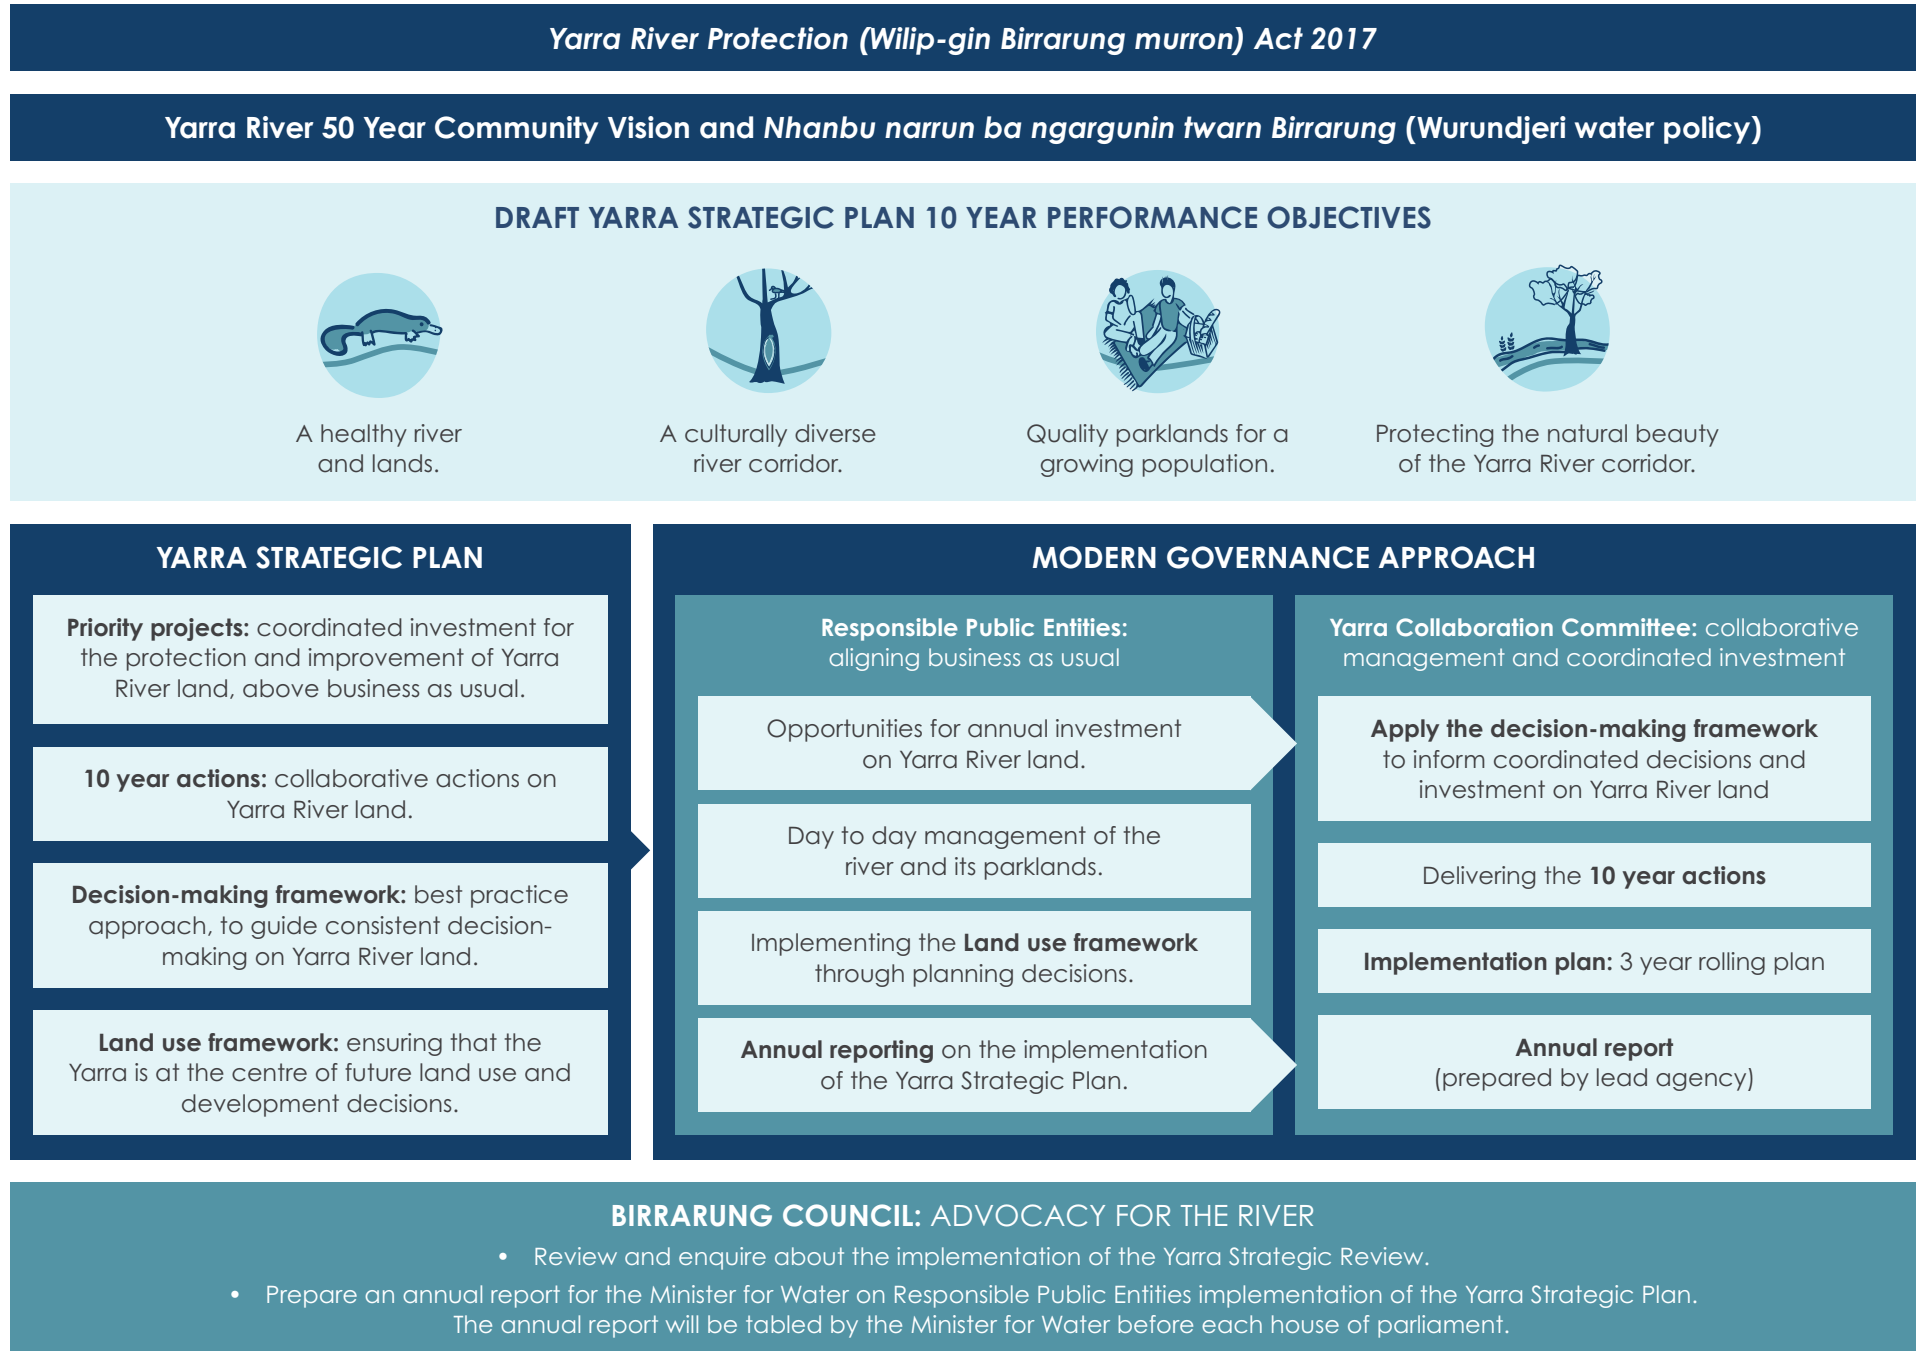 Yarra River Protection (Wilip-gin Birrarung murron) Act 2017
Yarra River 50 Year Community Vision and Nhanbu narrun ba ngargunin twarn Birrarung (Wurundjeri water policy)
DRAFT YARRA STRATEGIC PLAN 10 YEAR PERFORMANCE OBJECTIVES
A healthy river
and lands.
A culturally diverse
river corridor.
Quality parklands for a
growing population.
Protecting the natural beauty
of the Yarra River corridor.
YARRA STRATEGIC PLAN
Priority projects: coordinated investment for
the protection and improvement of Yarra
River land, above business as usual.
10 year actions: collaborative actions on
Yarra River land.
Decision-making framework: best practice
approach, to guide consistent decision-
making on Yarra River land.
Land use framework: ensuring that the
Yarra is at the centre of future land use and
development decisions.
MODERN GOVERNANCE APPROACH
Responsible Public Entities:
aligning business as usual
Opportunities for annual investment
on Yarra River land.
Day to day management of the
river and its parklands.
Implementing the Land use framework
through planning decisions.
Annual reporting on the implementation
of the Yarra Strategic Plan.
Yarra Collaboration Committee: collaborative
management and coordinated investment
Apply the decision-making framework
to inform coordinated decisions and
investment on Yarra River land
Delivering the 10 year actions
Implementation plan: 3 year rolling plan
Annual report
(prepared by lead agency)
BIRRARUNG COUNCIL: ADVOCACY FOR THE RIVER
• Review and enquire about the implementation of the Yarra Strategic Review.
• Prepare an annual report for the Minister for Water on Responsible Public Entities implementation of the Yarra Strategic Plan.
The annual report will be tabled by the Minister for Water before each house of parliament.